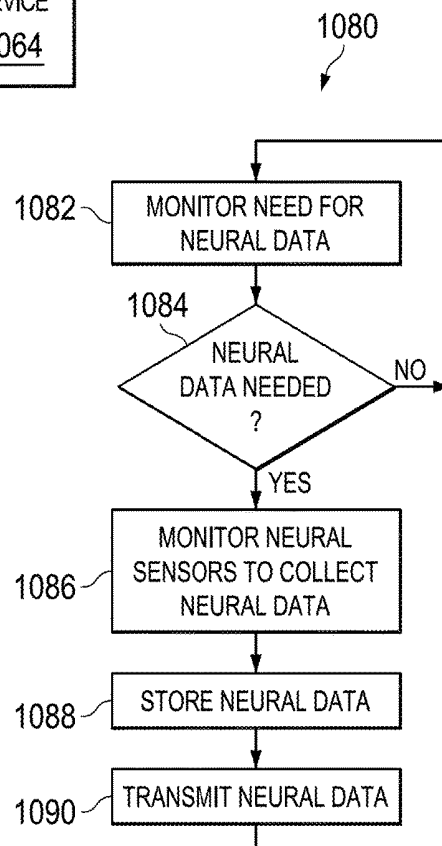 064
1080
1082
MONITOR NEED FOR
NEURAL DATA
1084
NEURAL
DATA NEEDED
?
NO
YES
1086
MONITOR NEURAL
SENSORS TO COLLECT
NEURAL DATA
1088
STORE NEURAL DATA
1090
TRANSMIT NEURAL DATA